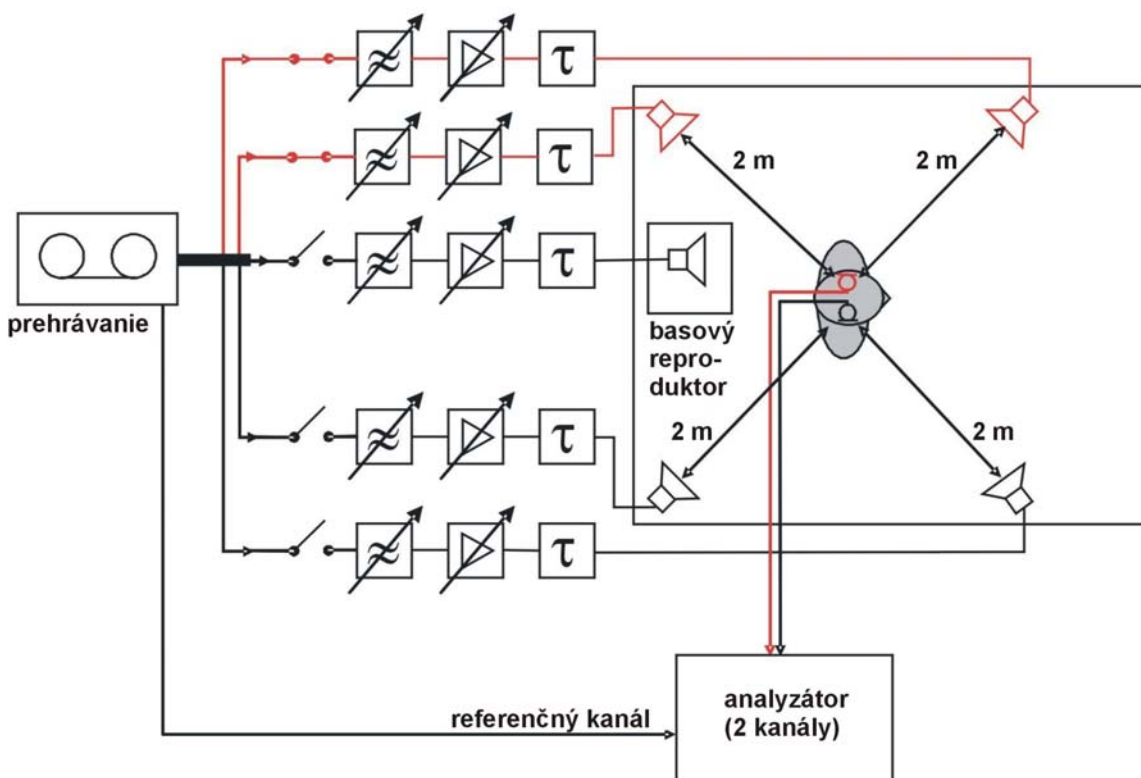 τ
τ
2 m
2 m
τ
prehrávanie
basový
repro-
duktor
τ
2 m
2 m
τ
analyzátor
(2 kanály)
referenčný kanál